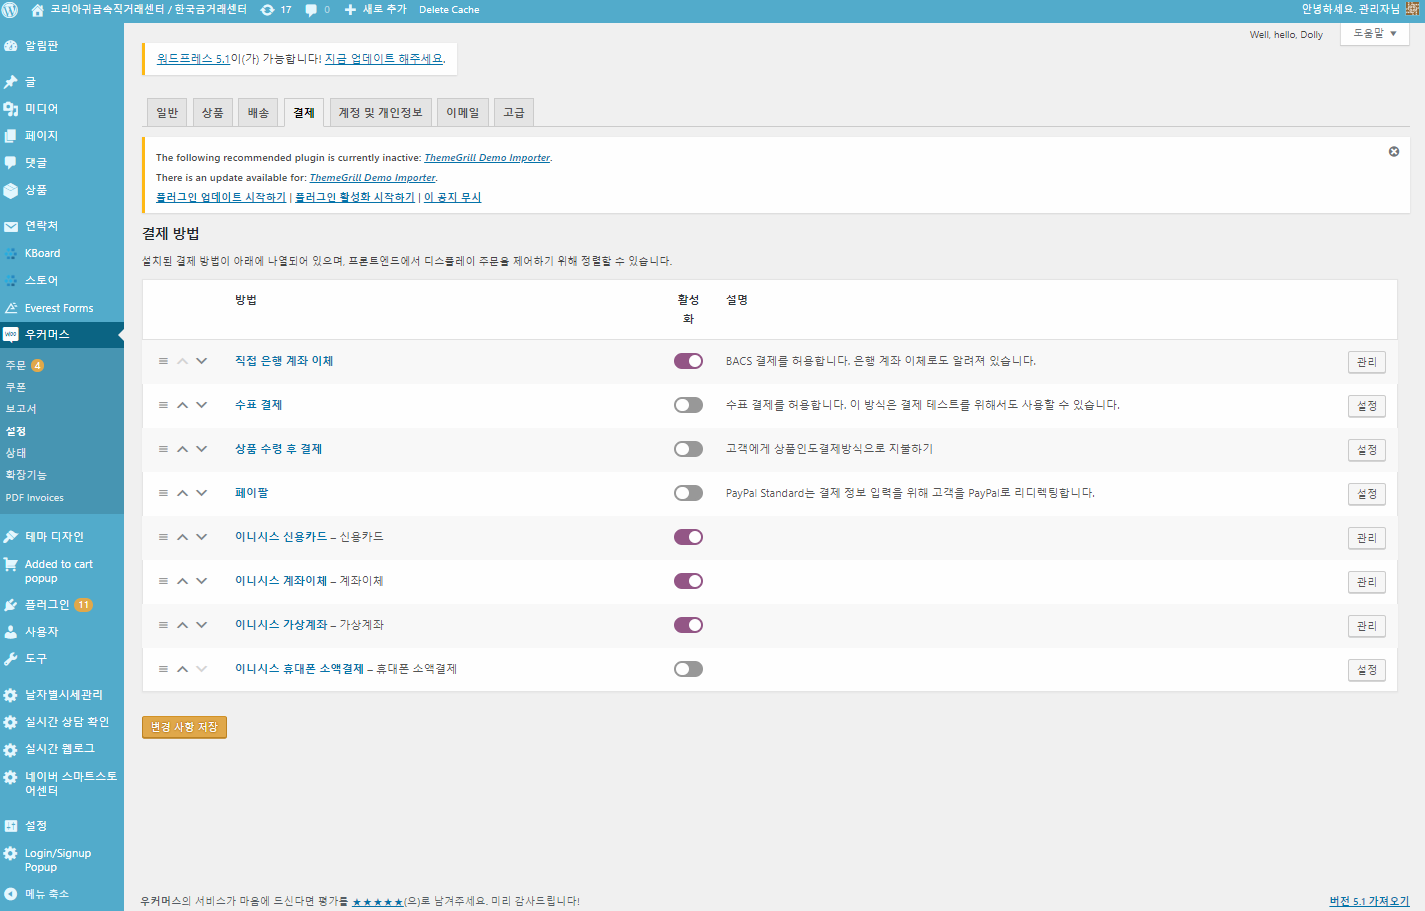 코리아귀금속직거래센터 / 한국금거래센터 17 0 새로 추가 Delete Cache 안녕하세요. 관리자님
알림판
글
미디어
페이지
댓글
상품
연락처
KBoard
스토어
Everest Forms
우커머스
주문 4
쿠폰
보고서
설정
상태
확장기능
PDF Invoices
테마 디자인
Added to cart
popup
플러그인 11
사용자
도구
날자별시세관리
실시간 상담 확인
실시간 웹로그
네이버 스마트스토
어센터
설정
Login/Signup
Popup
메뉴 축소
Well, hello, Dolly 도움말
워드프레스 5.1이(가) 가능합니다! 지금 업데이트 해주세요.
일반 상품 배송 결제 계정 및 개인정보 이메일 고급
The following recommended plugin is currently inactive: ThemeGrill Demo Importer.
There is an update available for: ThemeGrill Demo Importer.
플러그인 업데이트 시작하기 | 플러그인 활성화 시작하기 | 이 공지 무시
결제 방법
설치된 결제 방법이 아래에 나열되어 있으며, 프론트엔드에서 디스플레이 주문을 제어하기 위해 정렬할 수 있습니다.
방법 활성화 설명
직접 은행 계좌 이체 BACS 결제를 허용합니다. 은행 계좌 이체로도 알려져 있습니다. 관리
수표 결제 수표 결제를 허용합니다. 이 방식은 결제 테스트를 위해서도 사용할 수 있습니다. 설정
상품 수령 후 결제 고객에게 상품인도결제방식으로 지불하기 설정
페이팔 PayPal Standard는 결제 정보 입력을 위해 고객을 PayPal로 리디렉팅합니다. 설정
이니시스 신용카드 – 신용카드 관리
이니시스 계좌이체 – 계좌이체 관리
이니시스 가상계좌 – 가상계좌 관리
이니시스 휴대폰 소액결제 – 휴대폰 소액결제 설정
변경 사항 저장
우커머스의 서비스가 마음에 드신다면 평가를 ★★★★★(으)로 남겨주세요. 미리 감사드립니다! 버전 5.1 가져오기